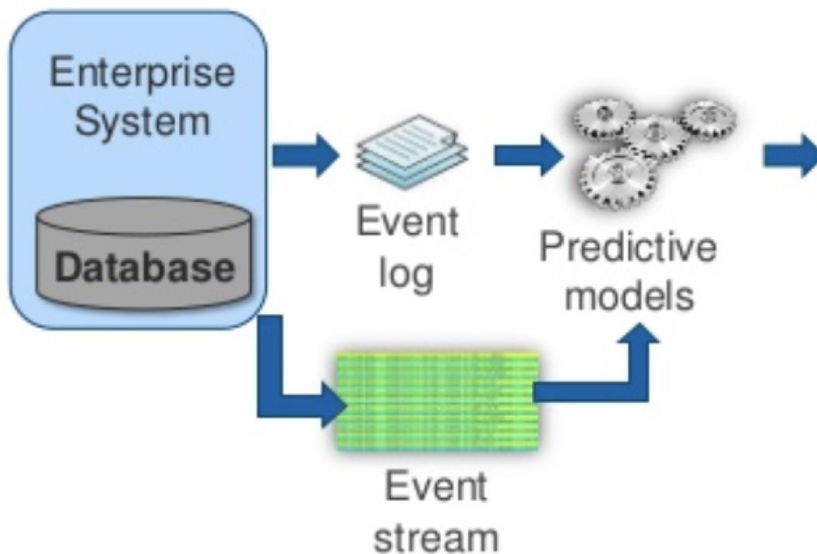 Enterprise
System
Database
Event
log
Predictive
models
Event
stream